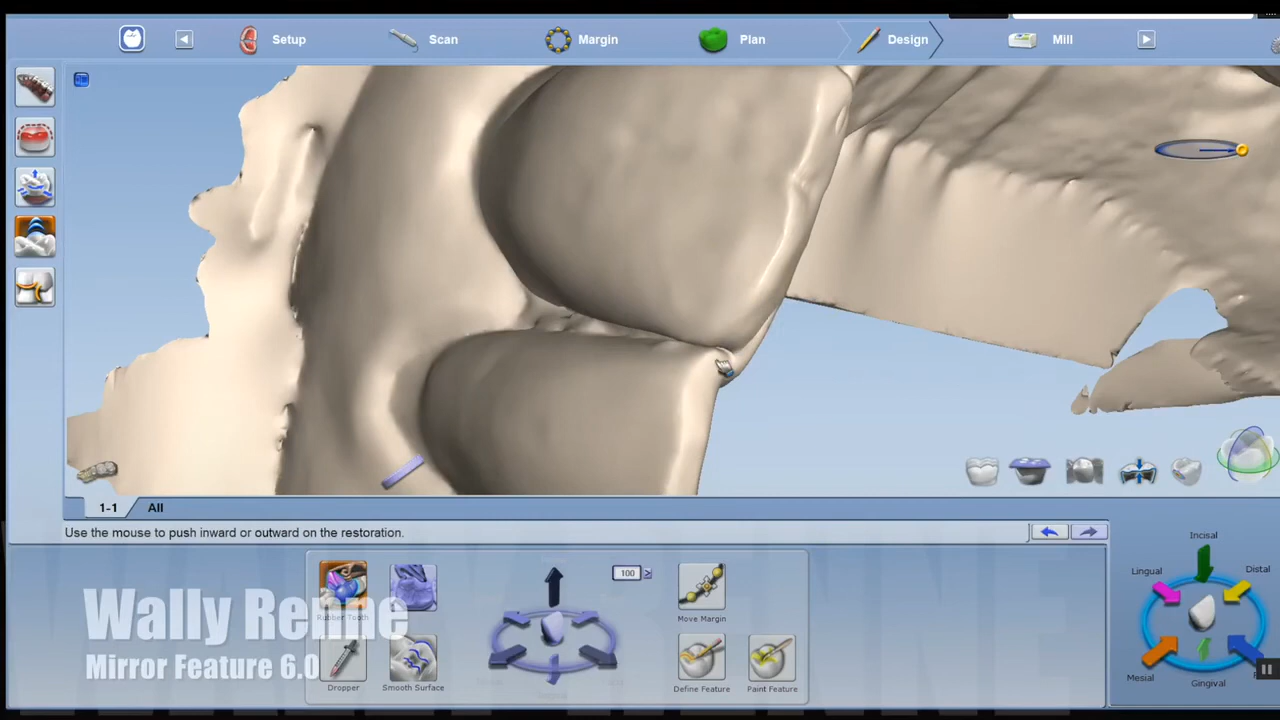 Setup
Scan
Margin
Plan
Design
Mill
1-1
All
Use the mouse to push inward or outward on the restoration.
Incisal
Lingual
Distal
Mesial
Gingival
100
Rubber Tooth
Move Margin
Dropper
Smooth Surface
Define Feature
Paint Feature
Wally Renne
Mirror Feature 6.0